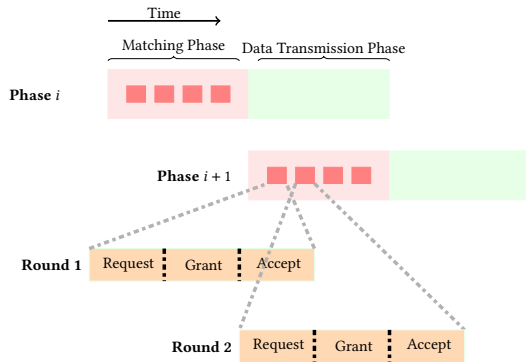 Time
Matching Phase
Data Transmission Phase
Phase i
Phase i + 1
Round 1
Request
Grant
Accept
Round 2
Request
Grant
Accept